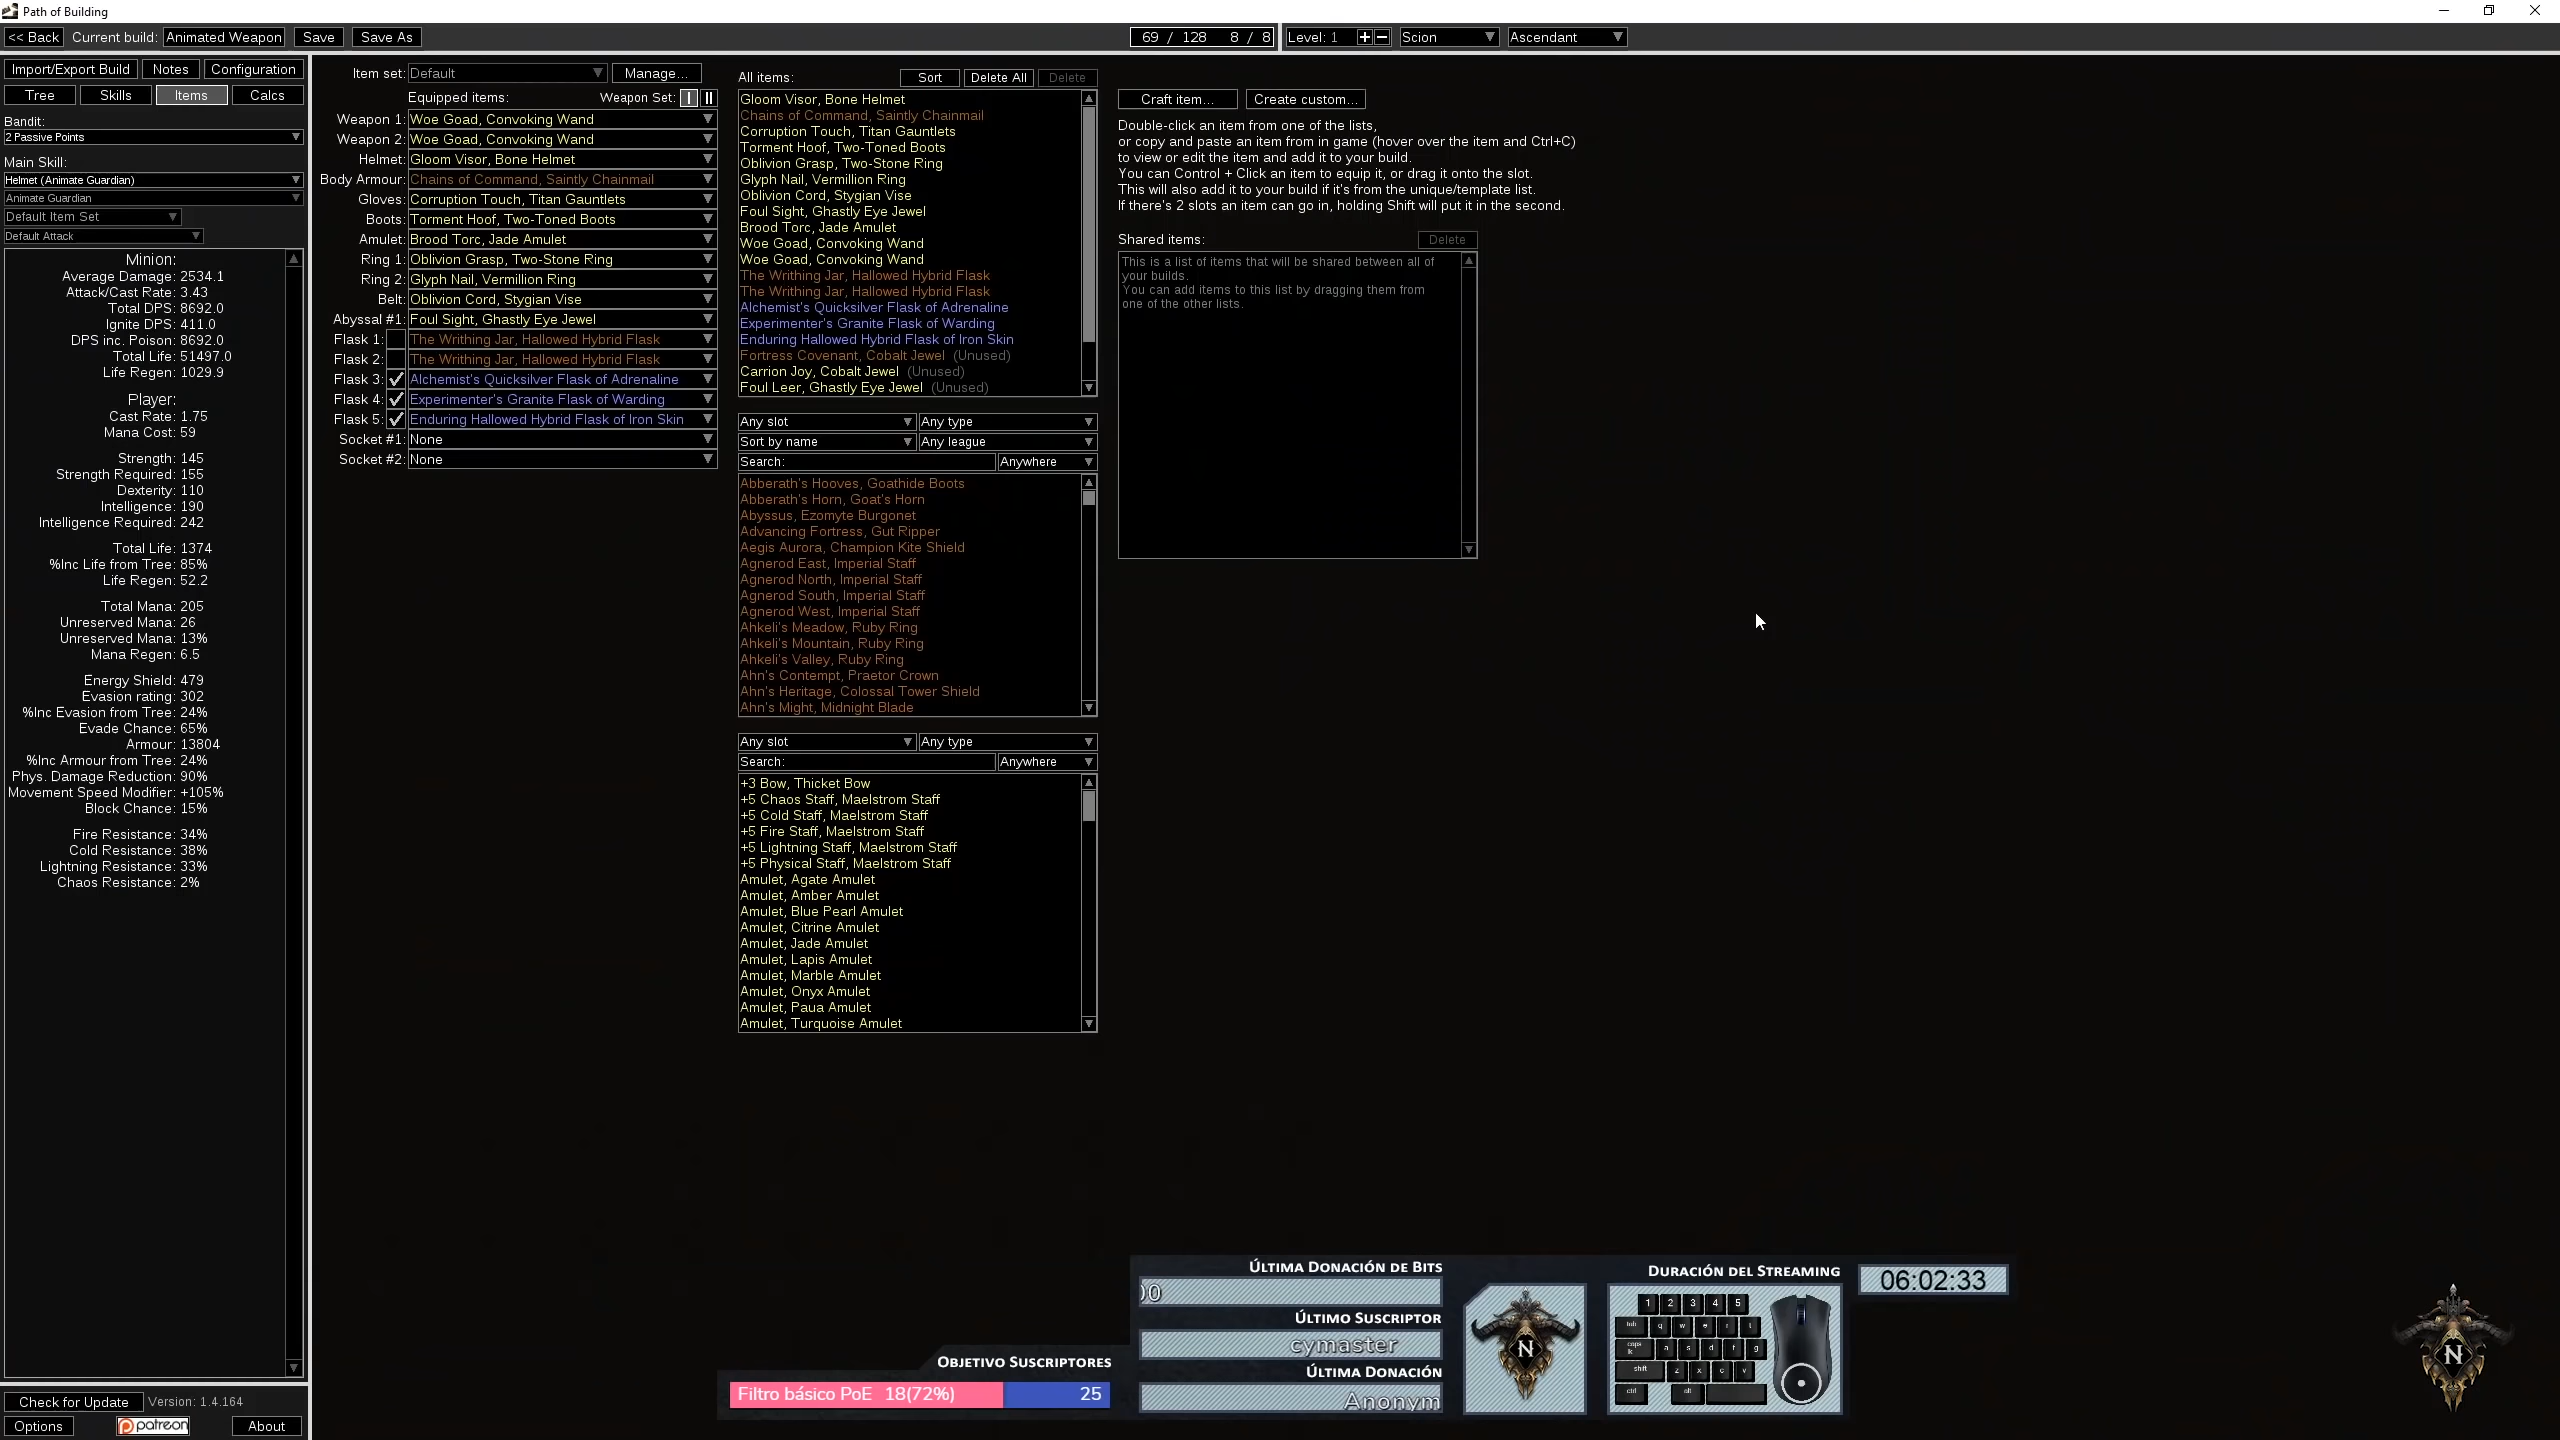 Path of Building
<< Back
Current build:
Animated Weapon
Save
Save As
69 / 128   8 / 8
Level: 1
Scion
Ascendant
Import/Export Build
Notes
Configuration
Tree
Skills
Items
Calcs
Bandit:
2 Passive Points
Main Skill:
Helmet (Animate Guardian)
Animate Guardian
Default Item Set
Default Attack
Minion:
Average Damage: 2534.1
Attack/Cast Rate: 3.43
Total DPS: 8692.0
Ignite DPS: 411.0
DPS inc. Poison: 8692.0
Total Life: 51497.0
Life Regen: 1029.9
Player:
Cast Rate: 1.75
Mana Cost: 59
Strength: 145
Strength Required: 155
Dexterity: 110
Intelligence: 190
Intelligence Required: 242
Total Life: 1374
%Inc Life from Tree: 85%
Life Regen: 52.2
Total Mana: 205
Unreserved Mana: 26
Unreserved Mana: 13%
Mana Regen: 6.5
Energy Shield: 479
Evasion rating: 302
%Inc Evasion from Tree: 24%
Evade Chance: 65%
Armour: 13804
%Inc Armour from Tree: 24%
Phys. Damage Reduction: 90%
Movement Speed Modifier: +105%
Block Chance: 15%
Fire Resistance: 34%
Cold Resistance: 38%
Lightning Resistance: 33%
Chaos Resistance: 2%
Check for Update
Version: 1.4.164
Options
patreon
About
Item set: Default
Manage...
Equipped items:
Weapon Set: I II
Weapon 1: Woe Goad, Convoking Wand
Weapon 2: Woe Goad, Convoking Wand
Helmet: Gloom Visor, Bone Helmet
Body Armour: Chains of Command, Saintly Chainmail
Gloves: Corruption Touch, Titan Gauntlets
Boots: Torment Hoof, Two-Toned Boots
Amulet: Brood Torc, Jade Amulet
Ring 1: Oblivion Grasp, Two-Stone Ring
Ring 2: Glyph Nail, Vermillion Ring
Belt: Oblivion Cord, Stygian Vise
Abyssal #1: Foul Sight, Ghastly Eye Jewel
Flask 1: The Writhing Jar, Hallowed Hybrid Flask
Flask 2: The Writhing Jar, Hallowed Hybrid Flask
Flask 3: Alchemist's Quicksilver Flask of Adrenaline
Flask 4: Experimenter's Granite Flask of Warding
Flask 5: Enduring Hallowed Hybrid Flask of Iron Skin
Socket #1: None
Socket #2: None
All items:
Sort
Delete All
Delete
Gloom Visor, Bone Helmet
Chains of Command, Saintly Chainmail
Corruption Touch, Titan Gauntlets
Torment Hoof, Two-Toned Boots
Oblivion Grasp, Two-Stone Ring
Glyph Nail, Vermillion Ring
Oblivion Cord, Stygian Vise
Foul Sight, Ghastly Eye Jewel
Brood Torc, Jade Amulet
Woe Goad, Convoking Wand
Woe Goad, Convoking Wand
The Writhing Jar, Hallowed Hybrid Flask
The Writhing Jar, Hallowed Hybrid Flask
Alchemist's Quicksilver Flask of Adrenaline
Experimenter's Granite Flask of Warding
Enduring Hallowed Hybrid Flask of Iron Skin
Fortress Covenant, Cobalt Jewel (Unused)
Carrion Joy, Cobalt Jewel (Unused)
Foul Leer, Ghastly Eye Jewel (Unused)
Any slot
Any type
Sort by name
Any league
Search:
Anywhere
Abberath's Hooves, Goathide Boots
Abberath's Horn, Goat's Horn
Abyssus, Ezomyte Burgonet
Advancing Fortress, Gut Ripper
Aegis Aurora, Champion Kite Shield
Agnerod East, Imperial Staff
Agnerod North, Imperial Staff
Agnerod South, Imperial Staff
Agnerod West, Imperial Staff
Ahkeli's Meadow, Ruby Ring
Ahkeli's Mountain, Ruby Ring
Ahkeli's Valley, Ruby Ring
Ahn's Contempt, Praetor Crown
Ahn's Heritage, Colossal Tower Shield
Ahn's Might, Midnight Blade
Any slot
Any type
Search:
Anywhere
+3 Bow, Thicket Bow
+5 Chaos Staff, Maelstrom Staff
+5 Cold Staff, Maelstrom Staff
+5 Fire Staff, Maelstrom Staff
+5 Lightning Staff, Maelstrom Staff
+5 Physical Staff, Maelstrom Staff
Amulet, Agate Amulet
Amulet, Amber Amulet
Amulet, Blue Pearl Amulet
Amulet, Citrine Amulet
Amulet, Jade Amulet
Amulet, Lapis Amulet
Amulet, Marble Amulet
Amulet, Onyx Amulet
Amulet, Paua Amulet
Amulet, Turquoise Amulet
Craft item...
Create custom...
Double-click an item from one of the lists,
or copy and paste an item from in game (hover over the item and Ctrl+C)
to view or edit the item and add it to your build.
You can Control + Click an item to equip it, or drag it onto the slot.
This will also add it to your build if it's from the unique/template list.
If there's 2 slots an item can go in, holding Shift will put it in the second.
Shared items:
Delete
This is a list of items that will be shared between all of
your builds.
You can add items to this list by dragging them from
one of the other lists.
Última Donación de Bits
Último Suscriptor
cymaster
Última Donación
Anonym
Objetivo Suscriptores
Filtro básico PoE 18(72%)
25
N
Duración del Streaming
06:02:33
1 2 3 4 5
N